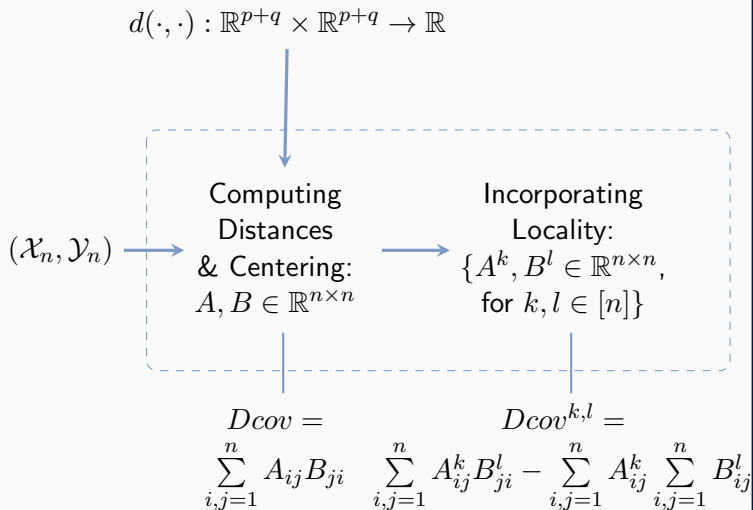 d(·,·) : ℝ^{p+q} × ℝ^{p+q} → ℝ
(𝒳_n, 𝒴_n)
Computing
Distances
& Centering:
A, B ∈ ℝ^{n×n}
Incorporating
Locality:
{A^k, B^l ∈ ℝ^{n×n},
for k, l ∈ [n]}
Dcov =
∑_{i,j=1}^{n} A_{ij}B_{ji}
Dcov^{k,l} =
∑_{i,j=1}^{n} A^k_{ij}B^l_{ji} − ∑_{i,j=1}^{n} A^k_{ij} ∑_{i,j=1}^{n} B^l_{ij}